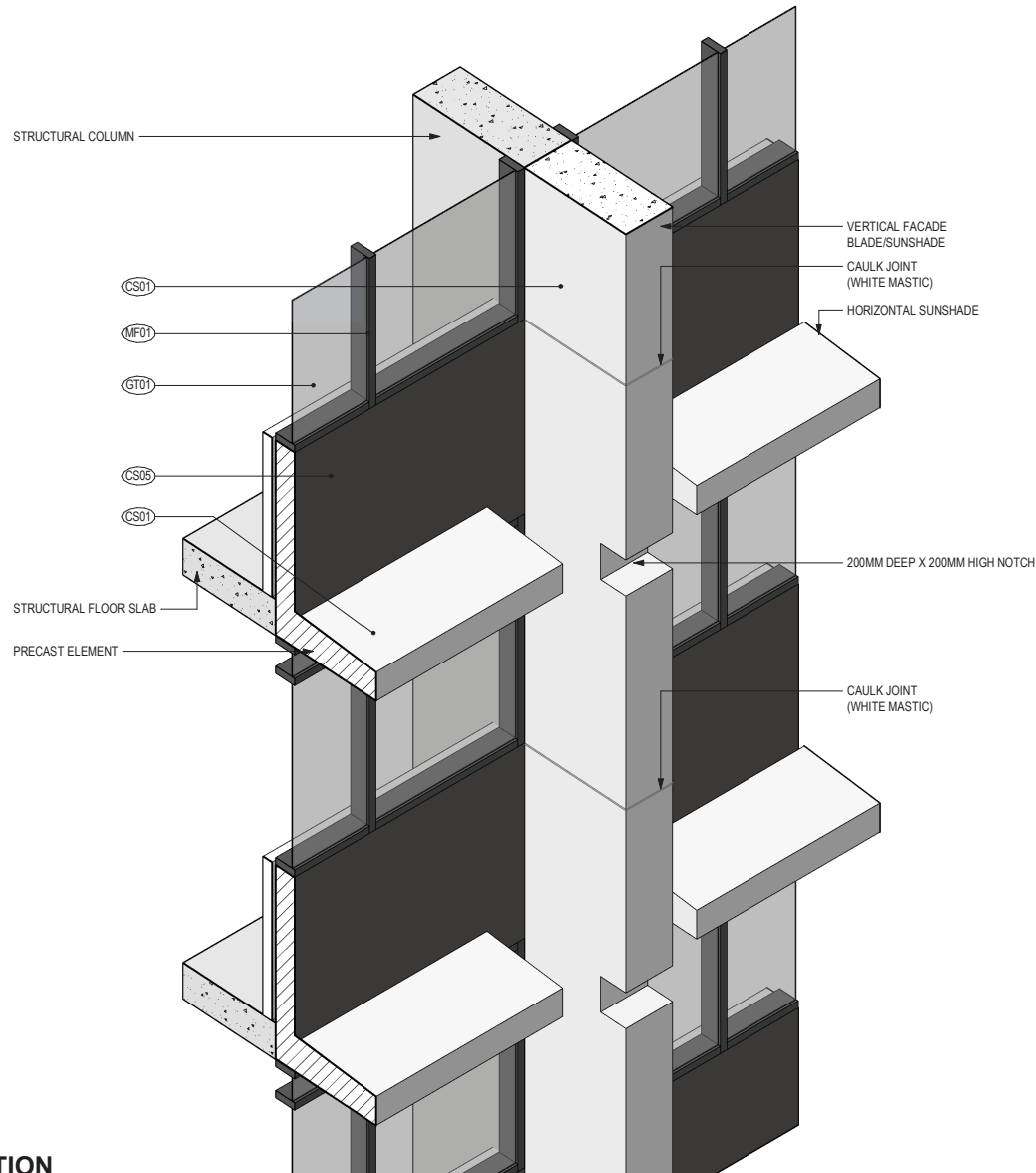 STRUCTURAL COLUMN
VERTICAL FACADE
BLADE/SUNSHADE
CAULK JOINT
(WHITE MASTIC)
CS01
HORIZONTAL SUNSHADE
MF01
GT01
CS05
CS01
200MM DEEP X 200MM HIGH NOTCH
STRUCTURAL FLOOR SLAB
PRECAST ELEMENT
CAULK JOINT
(WHITE MASTIC)
TION